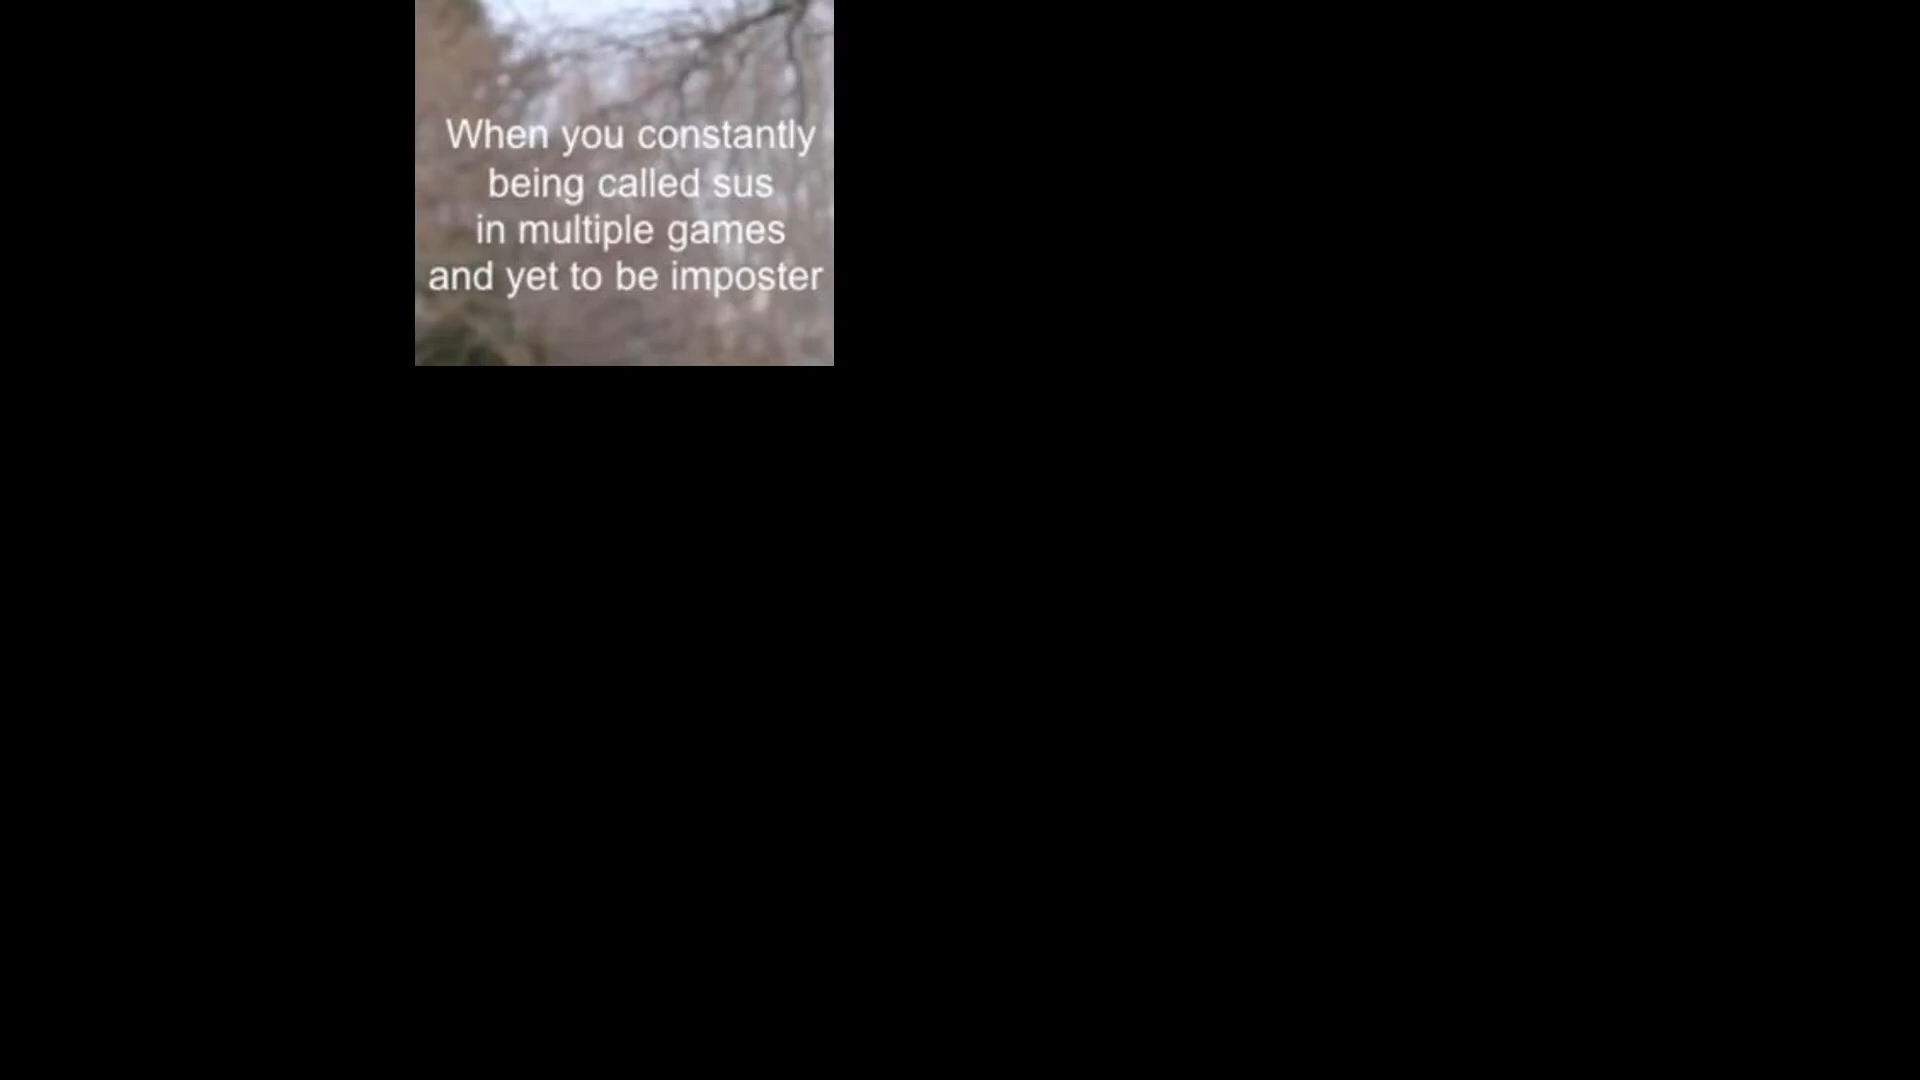 When you constantly
being called sus
in multiple games
and yet to be imposter